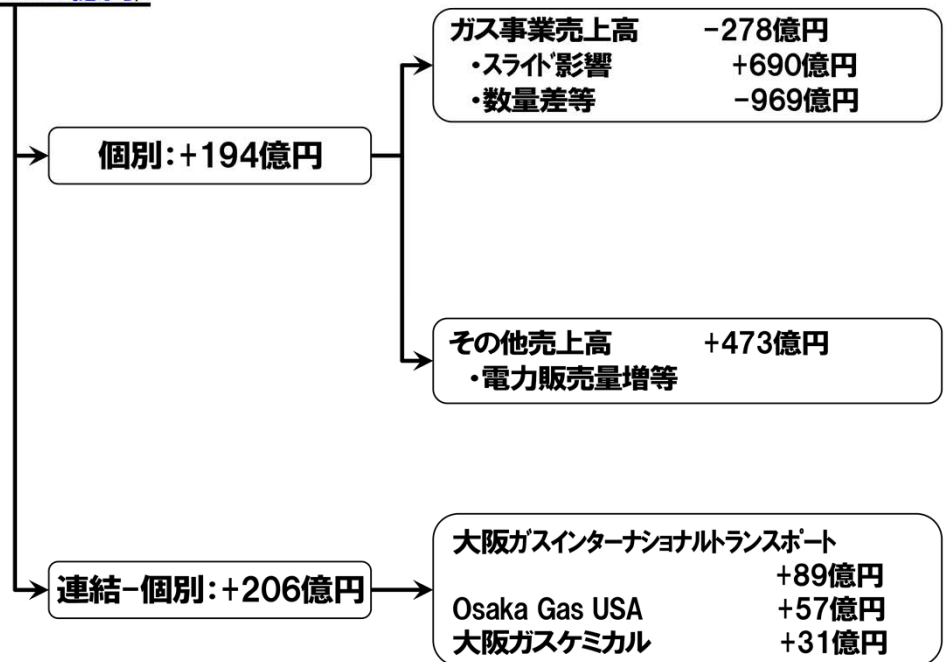 ガス事業売上高 -278億円
・スライド影響 +690億円
・数量差等 -969億円
個別:+194億円
その他売上高 +473億円
・電力販売量増等
大阪ガスインターナショナルトランスポート
+89億円
連結-個別:+206億円
Osaka Gas USA +57億円
大阪ガスケミカル +31億円